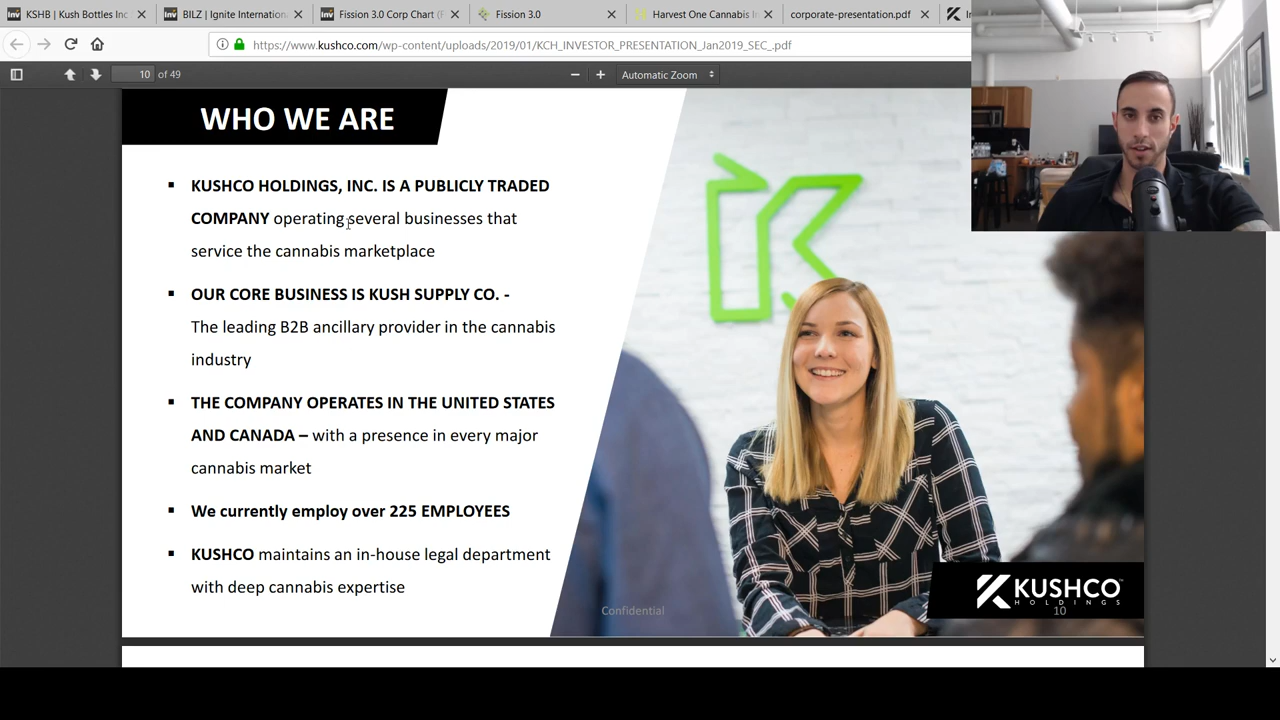 KSHB | Kush Bottles Inc
BILZ | Ignite Internation
Fission 3.0 Corp Chart (F
Fission 3.0
Harvest One Cannabis In
corporate-presentation.pdf
https://www.kushco.com/wp-content/uploads/2019/01/KCH_INVESTOR_PRESENTATION_Jan2019_SEC_.pdf
10 of 49
Automatic Zoom
WHO WE ARE
▪ KUSHCO HOLDINGS, INC. IS A PUBLICLY TRADED
COMPANY operating several businesses that
service the cannabis marketplace
▪ OUR CORE BUSINESS IS KUSH SUPPLY CO. -
The leading B2B ancillary provider in the cannabis
industry
▪ THE COMPANY OPERATES IN THE UNITED STATES
AND CANADA – with a presence in every major
cannabis market
▪ We currently employ over 225 EMPLOYEES
▪ KUSHCO maintains an in-house legal department
with deep cannabis expertise
Confidential
KUSHCO™
HOLDINGS
10